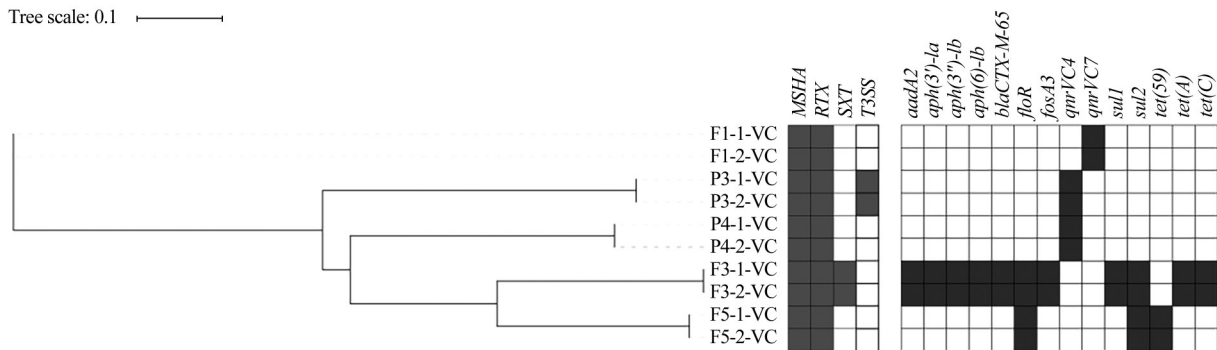 Tree scale: 0.1
MSHA
RTX
SXT
T3SS
aadA2
aph(3')-la
aph(3'')-lb
aph(6)-lb
blaCTX-M-65
floR
fosA3
qnrVC4
qnrVC7
sul1
sul2
tet(59)
tet(A)
tet(C)
F1-1-VC
F1-2-VC
P3-1-VC
P3-2-VC
P4-1-VC
P4-2-VC
F3-1-VC
F3-2-VC
F5-1-VC
F5-2-VC